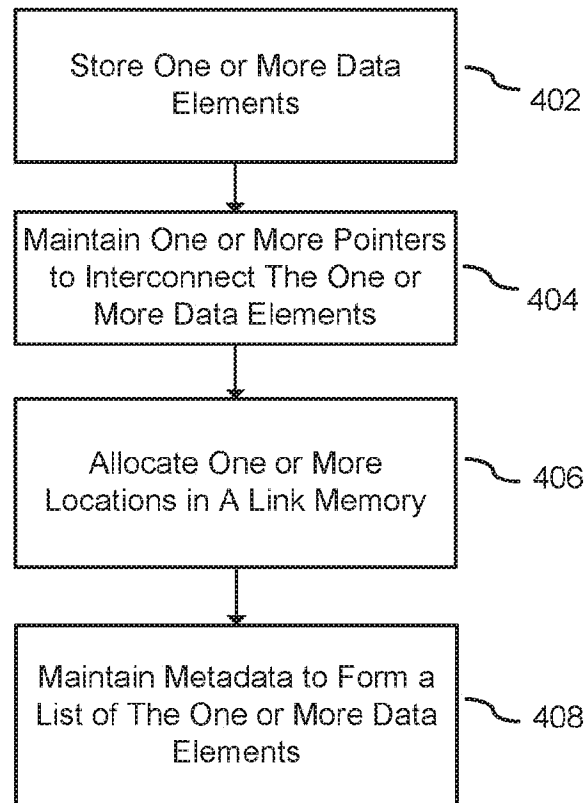 Store One or More Data
Elements
402
Maintain One or More Pointers
to Interconnect The One or
More Data Elements
404
Allocate One or More
Locations in A Link Memory
406
Maintain Metadata to Form a
List of The One or More Data
Elements
408